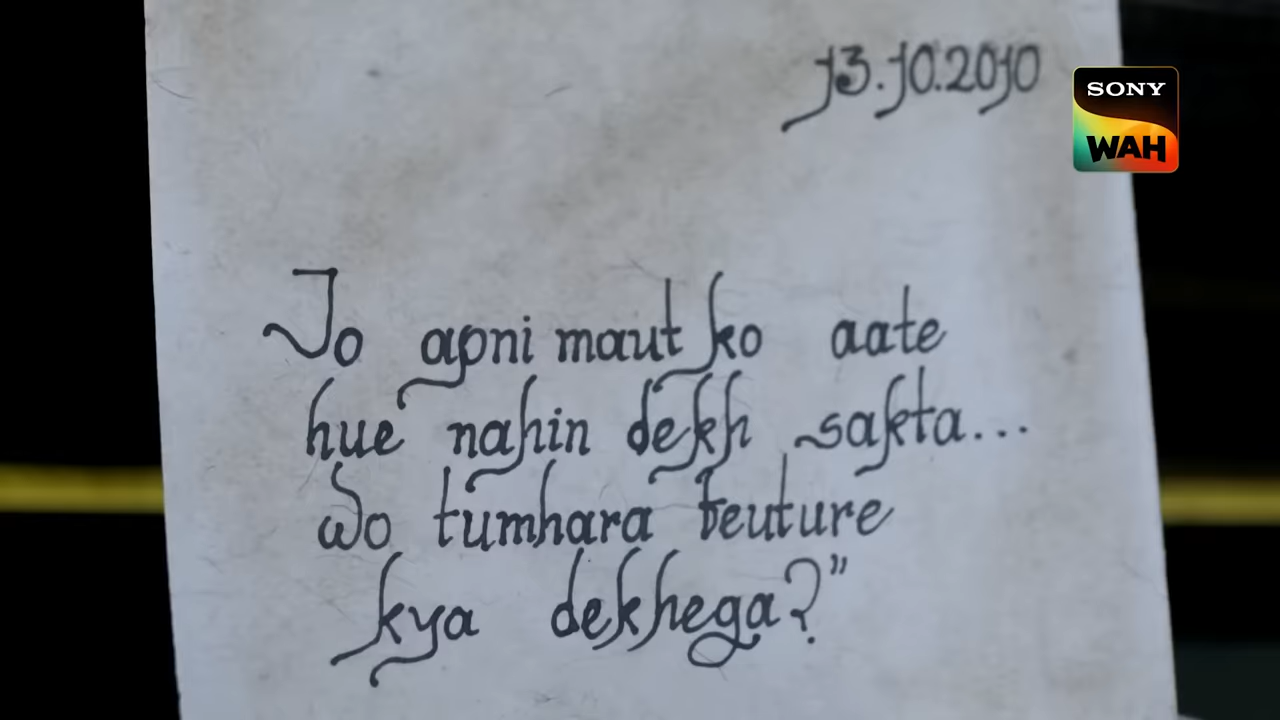 13.10.2010
SONY
WAH
Jo apni maut ko aate
hue nahin dekh sakta...
Wo tumhara feuture
kya dekhega?”